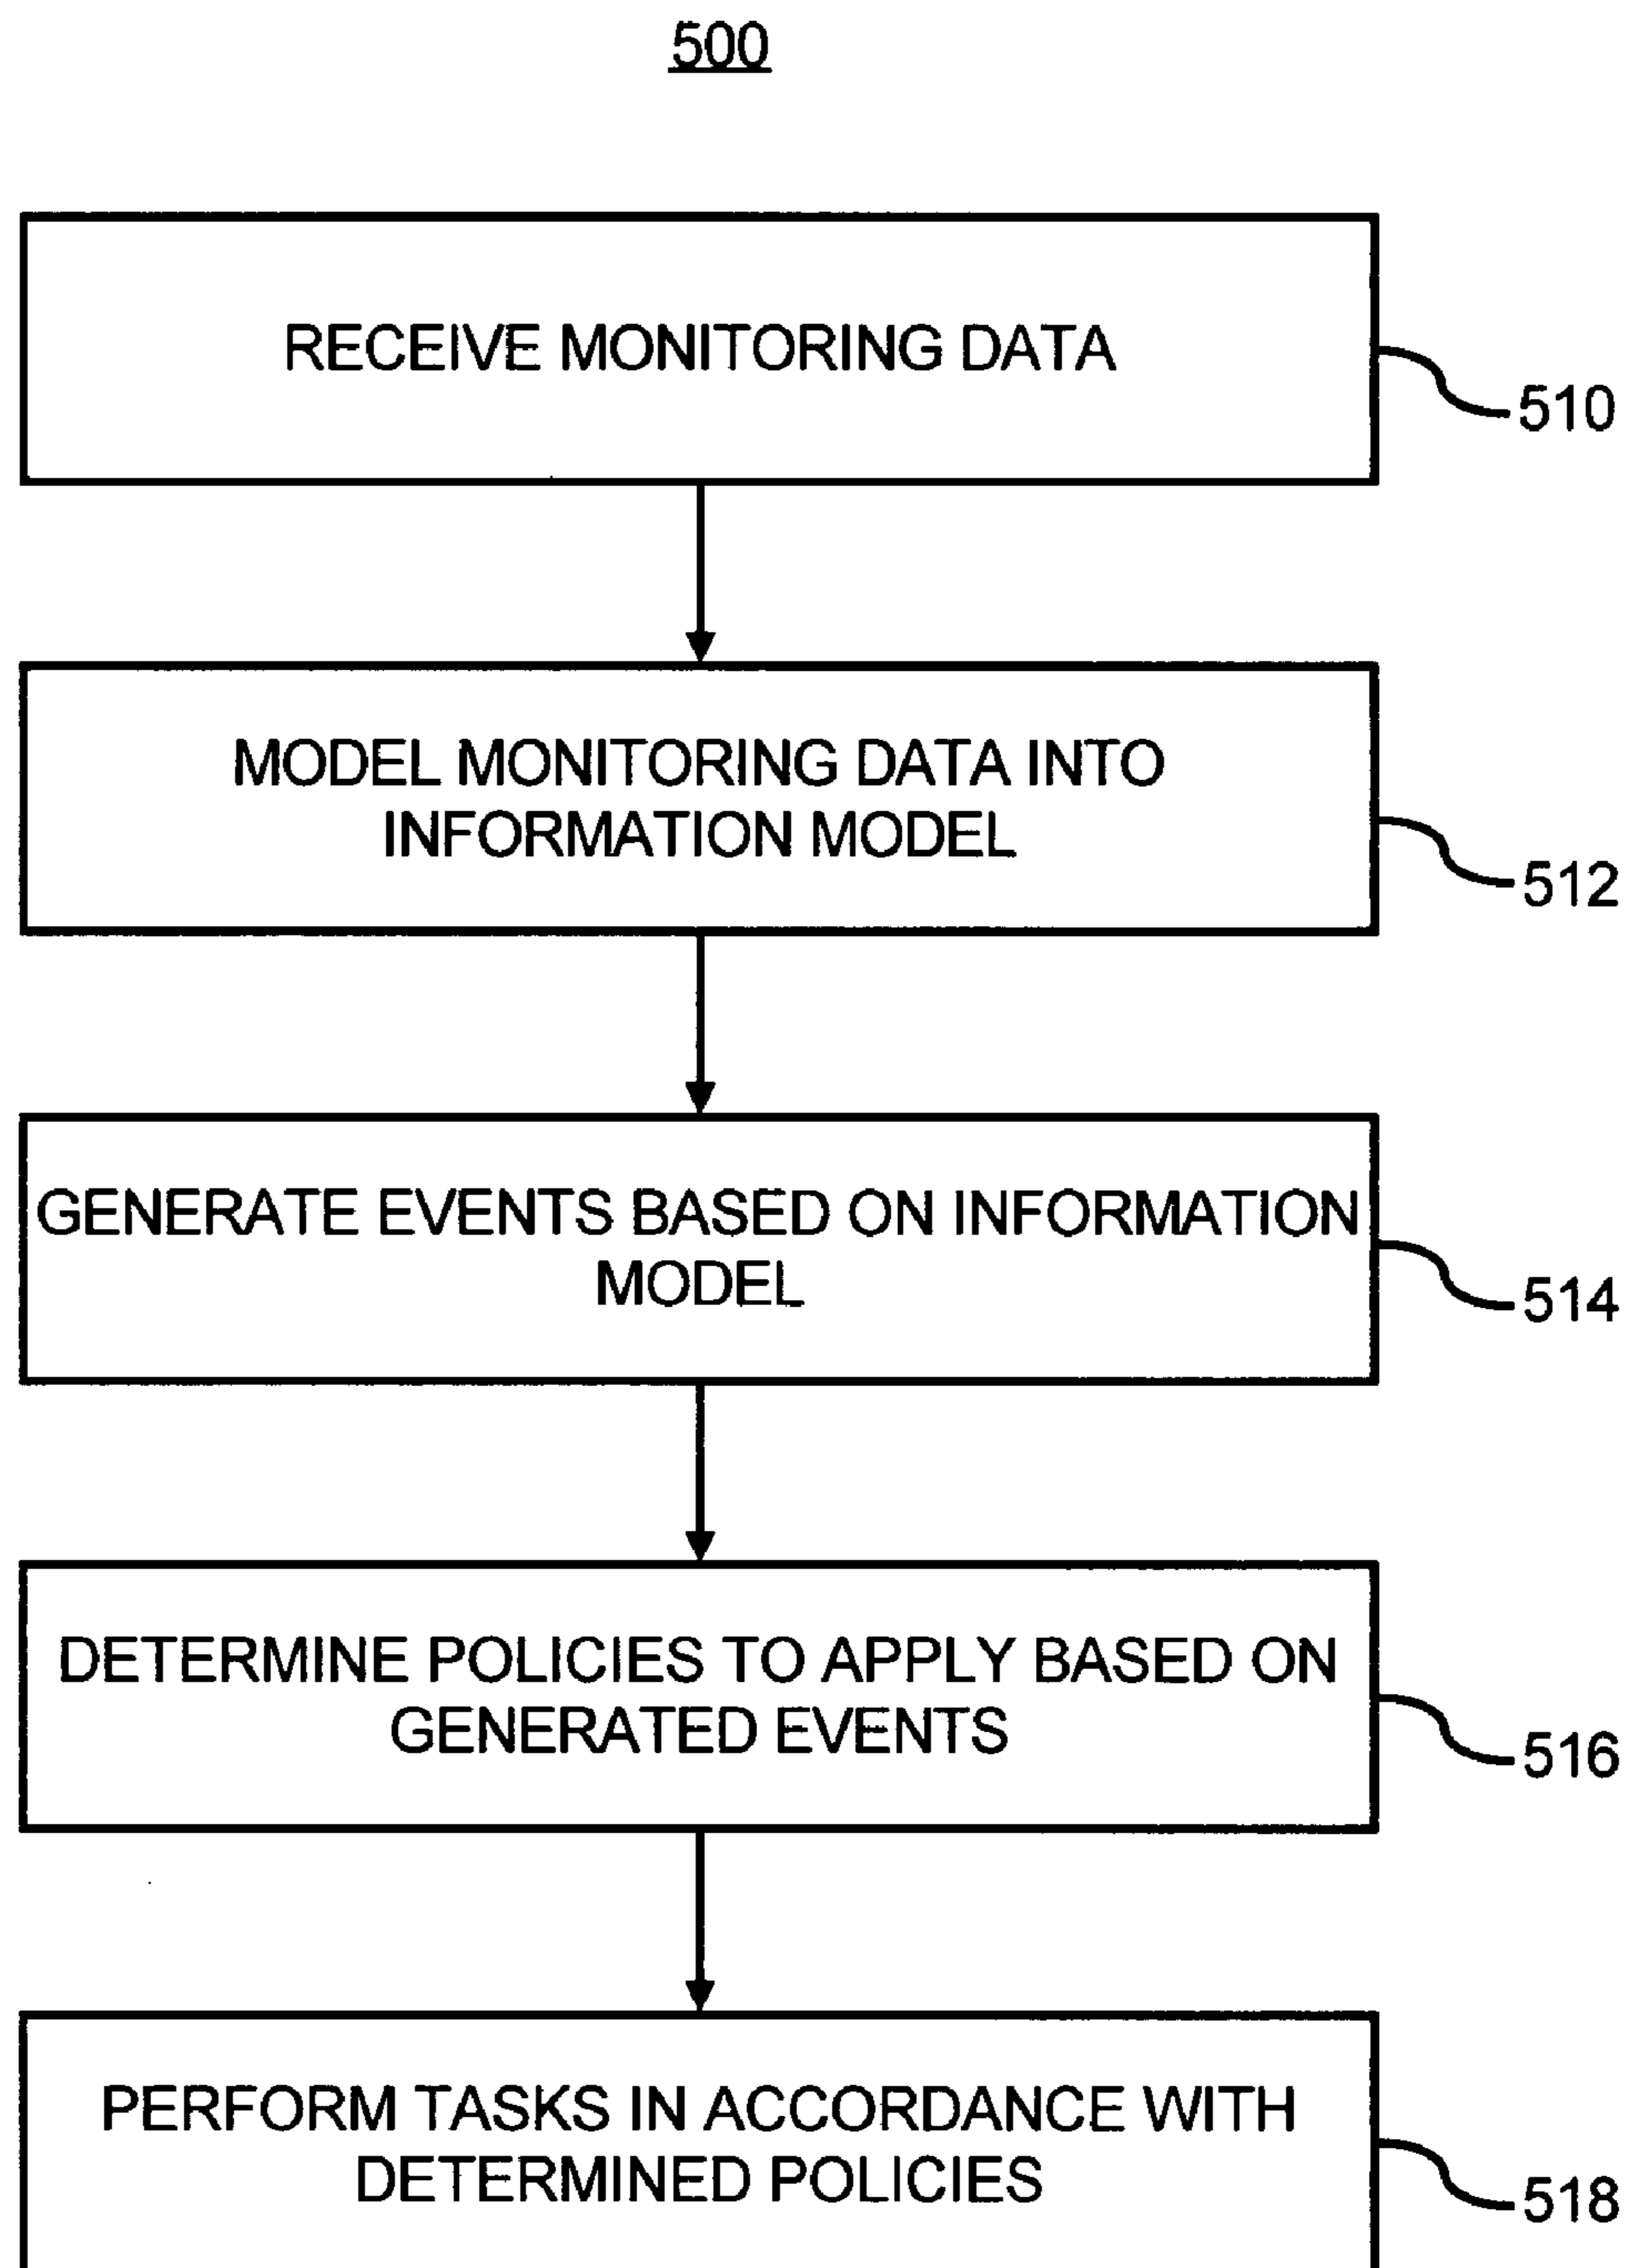 500
RECEIVE MONITORING DATA
510
MODEL MONITORING DATA INTO
INFORMATION MODEL
512
GENERATE EVENTS BASED ON INFORMATION
MODEL
514
DETERMINE POLICIES TO APPLY BASED ON
GENERATED EVENTS
516
PERFORM TASKS IN ACCORDANCE WITH
DETERMINED POLICIES
518